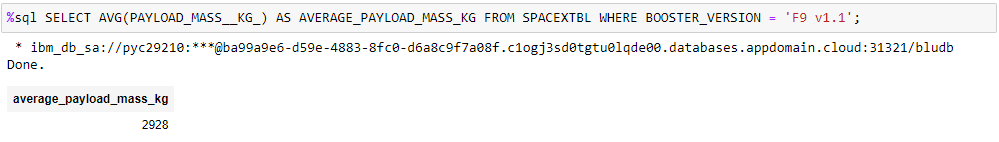 %sql SELECT AVG(PAYLOAD_MASS__KG_) AS AVERAGE_PAYLOAD_MASS_KG FROM SPACEXTBL WHERE BOOSTER_VERSION = 'F9 v1.1';
* ibm_db_sa://pyc29210:***@ba99a9e6-d59e-4883-8fc0-d6a8c9f7a08f.c1ogj3sd0tgtu0lqde00.databases.appdomain.cloud:31321/bludb
Done.
average_payload_mass_kg
2928